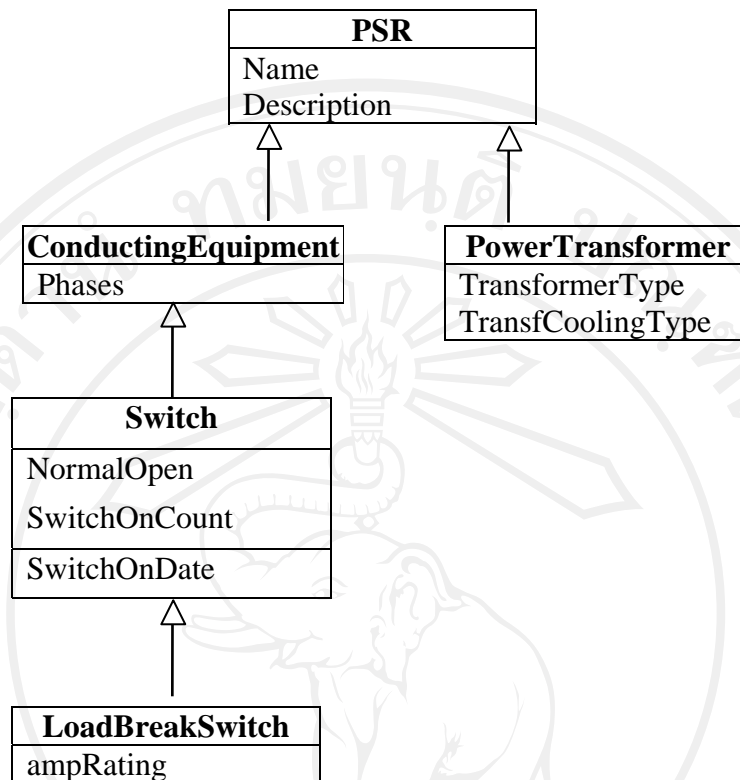 PSR
Name
Description
ConductingEquipment
Phases
PowerTransformer
TransformerType
TransfCoolingType
Switch
NormalOpen
SwitchOnCount
SwitchOnDate
LoadBreakSwitch
ampRating